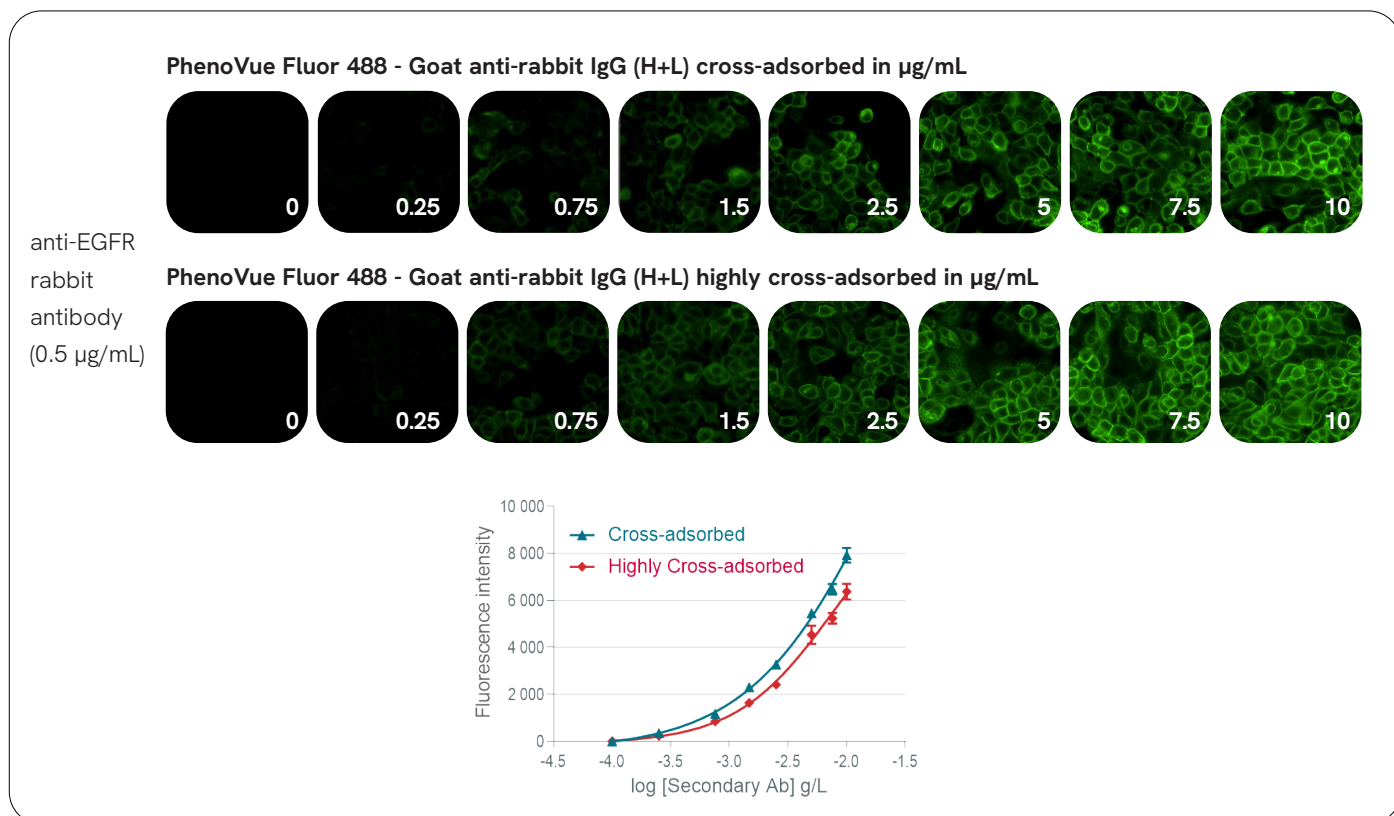 PhenoVue Fluor 488 - Goat anti-rabbit IgG (H+L) cross-adsorbed in µg/mL
0 0.25 0.75 1.5 2.5 5 7.5 10
anti-EGFR
rabbit
antibody
(0.5 µg/mL)
PhenoVue Fluor 488 - Goat anti-rabbit IgG (H+L) highly cross-adsorbed in µg/mL
0 0.25 0.75 1.5 2.5 5 7.5 10
Fluorescence intensity
10 000
8 000
6 000
4 000
2 000
0
Cross-adsorbed
Highly Cross-adsorbed
-4.5 -4.0 -3.5 -3.0 -2.5 -2.0 -1.5
log [Secondary Ab] g/L